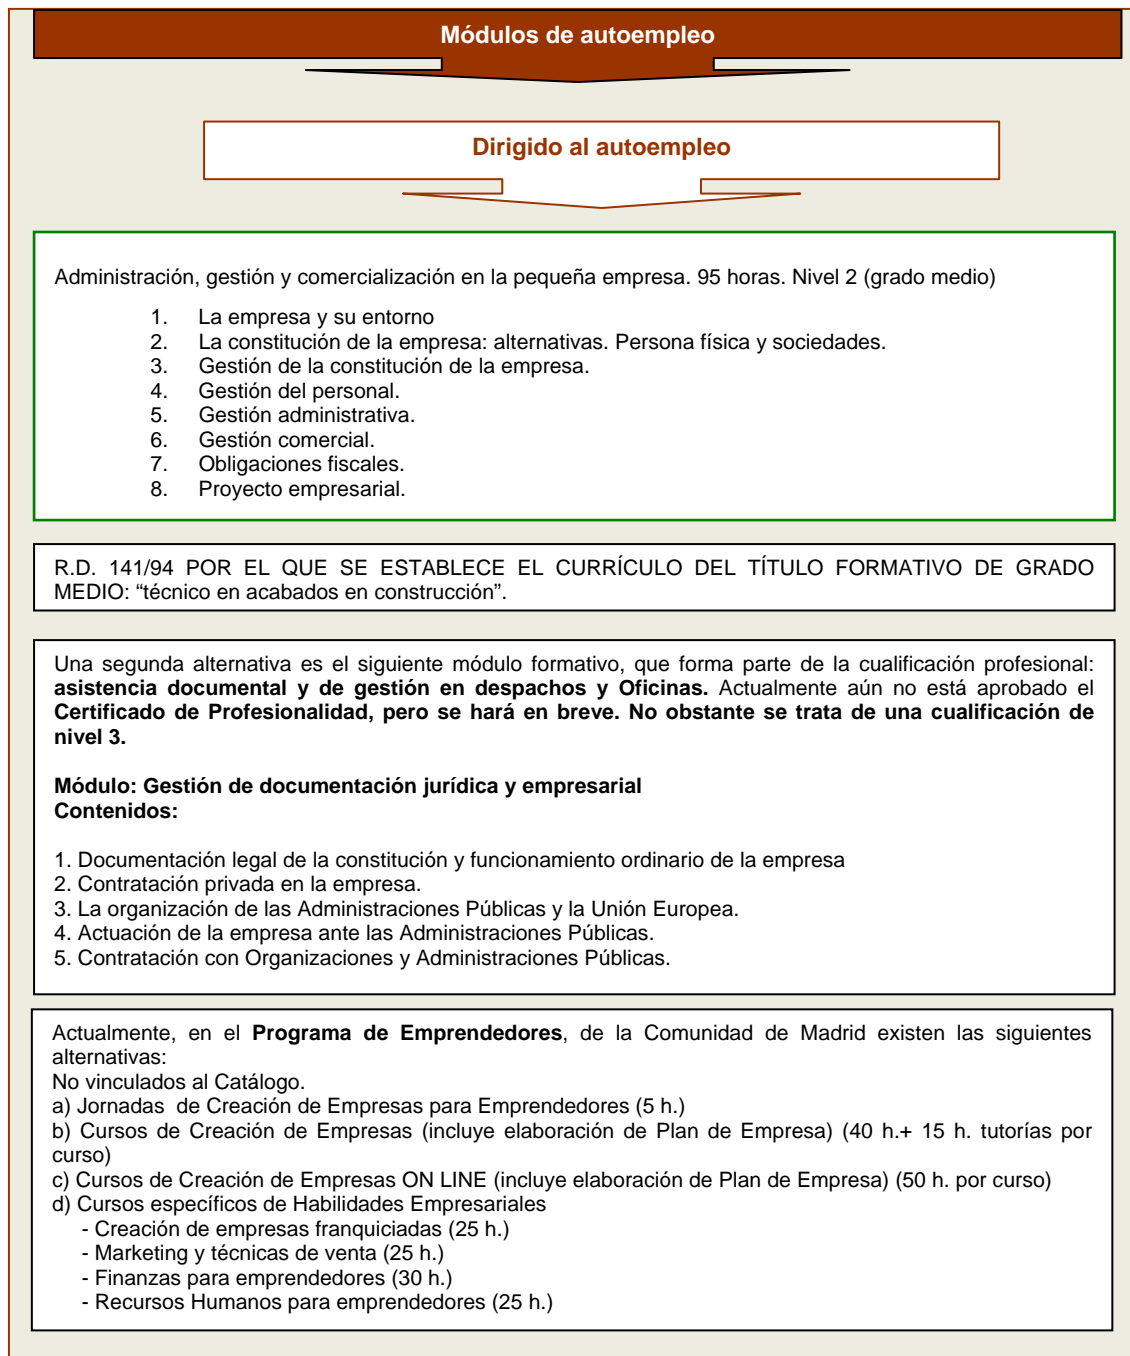 Módulos de autoempleo
Dirigido al autoempleo
Administración, gestión y comercialización en la pequeña empresa. 95 horas. Nivel 2 (grado medio)
1. La empresa y su entorno
2. La constitución de la empresa: alternativas. Persona física y sociedades.
3. Gestión de la constitución de la empresa.
4. Gestión del personal.
5. Gestión administrativa.
6. Gestión comercial.
7. Obligaciones fiscales.
8. Proyecto empresarial.
R.D. 141/94 POR EL QUE SE ESTABLECE EL CURRÍCULO DEL TÍTULO FORMATIVO DE GRADO
MEDIO: “técnico en acabados en construcción”.
Una segunda alternativa es el siguiente módulo formativo, que forma parte de la cualificación profesional:
asistencia documental y de gestión en despachos y Oficinas. Actualmente aún no está aprobado el
Certificado de Profesionalidad, pero se hará en breve. No obstante se trata de una cualificación de
nivel 3.
Módulo: Gestión de documentación jurídica y empresarial
Contenidos:
1. Documentación legal de la constitución y funcionamiento ordinario de la empresa
2. Contratación privada en la empresa.
3. La organización de las Administraciones Públicas y la Unión Europea.
4. Actuación de la empresa ante las Administraciones Públicas.
5. Contratación con Organizaciones y Administraciones Públicas.
Actualmente, en el Programa de Emprendedores, de la Comunidad de Madrid existen las siguientes
alternativas:
No vinculados al Catálogo.
a) Jornadas de Creación de Empresas para Emprendedores (5 h.)
b) Cursos de Creación de Empresas (incluye elaboración de Plan de Empresa) (40 h.+ 15 h. tutorías por
curso)
c) Cursos de Creación de Empresas ON LINE (incluye elaboración de Plan de Empresa) (50 h. por curso)
d) Cursos específicos de Habilidades Empresariales
- Creación de empresas franquiciadas (25 h.)
- Marketing y técnicas de venta (25 h.)
- Finanzas para emprendedores (30 h.)
- Recursos Humanos para emprendedores (25 h.)